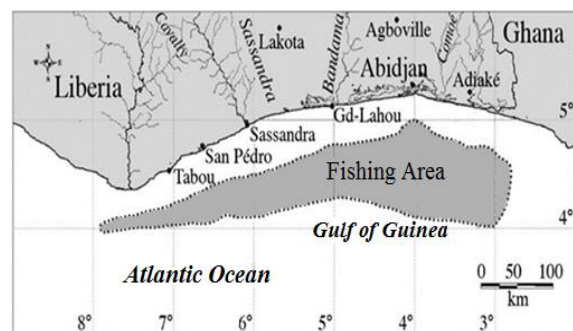 N
W E
S
Cavally
Sassandra
Lakota
Bandama
Agboville
Comoé
Ghana
Liberia
Abidjan
Adiaké
5°
Gd-Lahou
Sassandra
San Pédro
Tabou
Fishing Area
4°
Gulf of Guinea
Atlantic Ocean
0 50 100
km
8° 7° 6° 5° 4° 3°